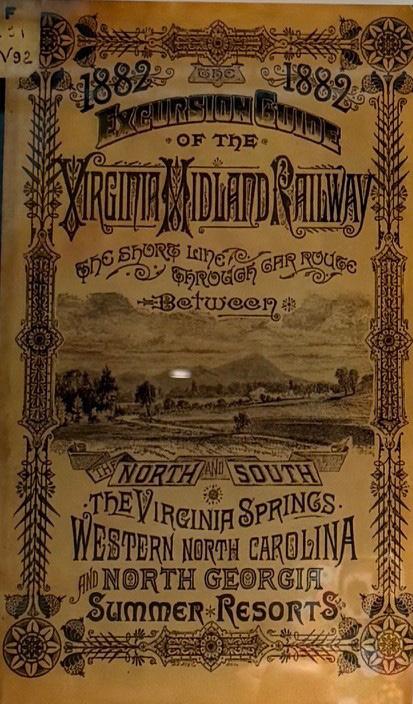 F
V92
1882 THE 1882
EXCURSION GUIDE
OF THE
VIRGINIA MIDLAND RAILWAY
THE SHORT LINE
THROUGH CAR ROUTE
Between
THE NORTH AND SOUTH
THE VIRGINIA SPRINGS.
WESTERN NORTH CAROLINA
AND NORTH GEORGIA
SUMMER RESORTS